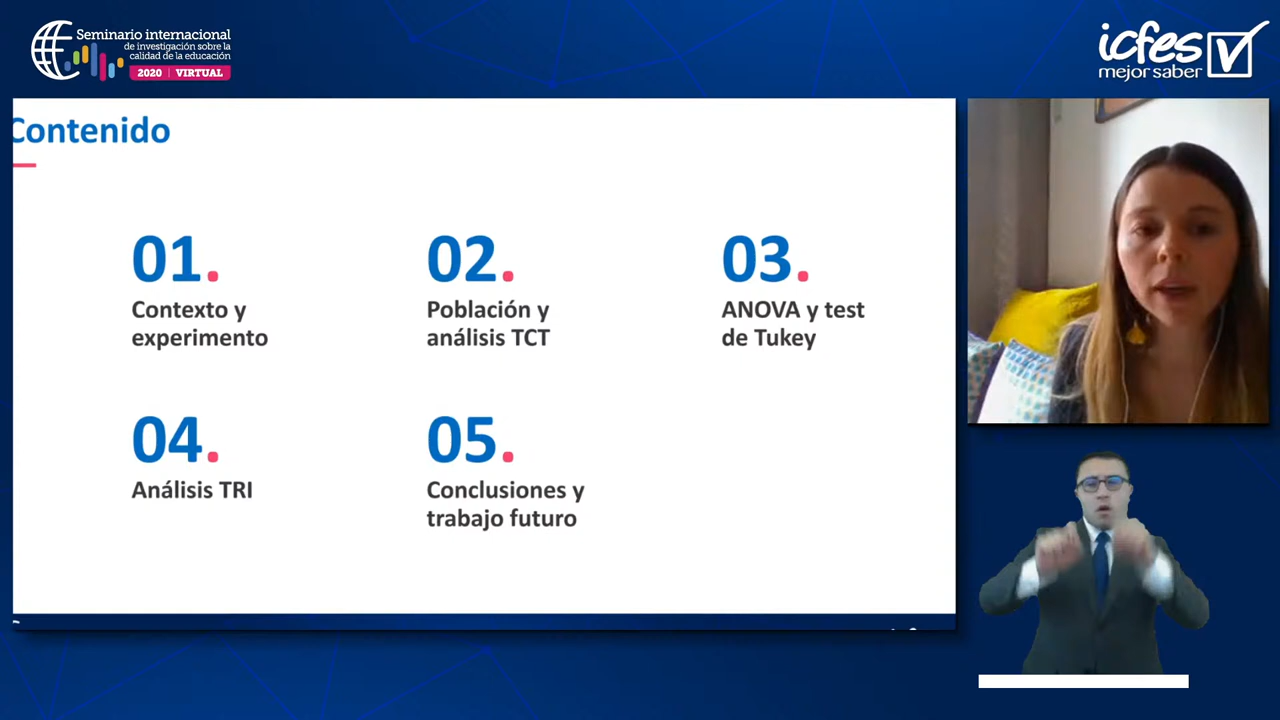 Seminario internacional
de investigación sobre la
calidad de la educación
2020 | VIRTUAL
icfes
mejor saber
Contenido
01.
Contexto y
experimento
02.
Población y
análisis TCT
03.
ANOVA y test
de Tukey
04.
Análisis TRI
05.
Conclusiones y
trabajo futuro